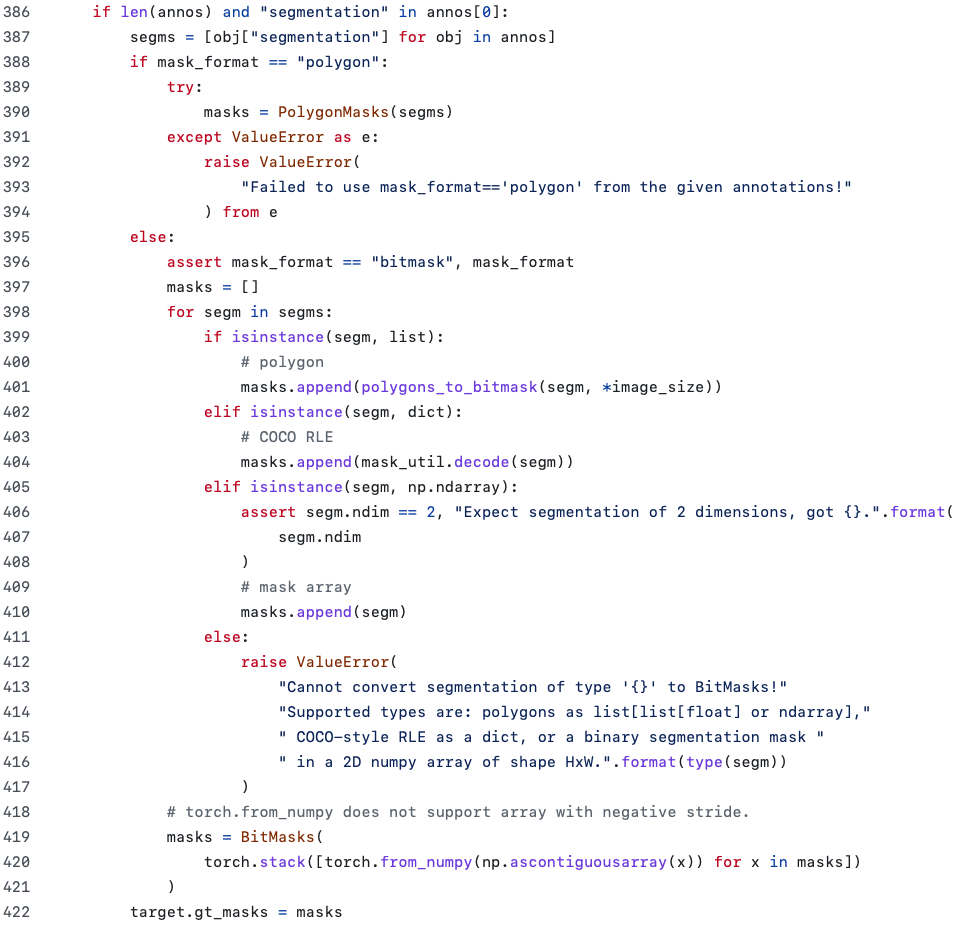 386 if len(annos) and "segmentation" in annos[0]:
387 segms = [obj["segmentation"] for obj in annos]
388 if mask_format == "polygon":
389 try:
390 masks = PolygonMasks(segms)
391 except ValueError as e:
392 raise ValueError(
393 "Failed to use mask_format=='polygon' from the given annotations!"
394 ) from e
395 else:
396 assert mask_format == "bitmask", mask_format
397 masks = []
398 for segm in segms:
399 if isinstance(segm, list):
400 # polygon
401 masks.append(polygons_to_bitmask(segm, *image_size))
402 elif isinstance(segm, dict):
403 # COCO RLE
404 masks.append(mask_util.decode(segm))
405 elif isinstance(segm, np.ndarray):
406 assert segm.ndim == 2, "Expect segmentation of 2 dimensions, got {}.".format(
407 segm.ndim
408 )
409 # mask array
410 masks.append(segm)
411 else:
412 raise ValueError(
413 "Cannot convert segmentation of type '{}' to BitMasks!"
414 "Supported types are: polygons as list[list[float] or ndarray],"
415 " COCO-style RLE as a dict, or a binary segmentation mask "
416 " in a 2D numpy array of shape HxW.".format(type(segm))
417 )
418 # torch.from_numpy does not support array with negative stride.
419 masks = BitMasks(
420 torch.stack([torch.from_numpy(np.ascontiguousarray(x)) for x in masks])
421 )
422 target.gt_masks = masks